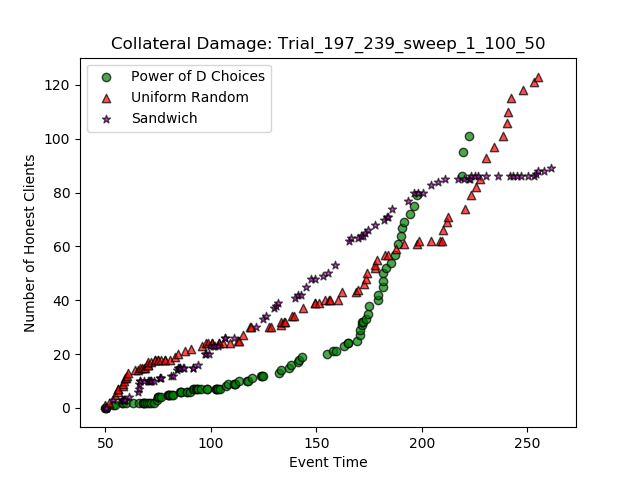 Collateral Damage: Trial_197_239_sweep_1_100_50
Power of D Choices
Uniform Random
Sandwich
120
100
80
60
40
20
0
Number of Honest Clients
50
100
150
200
250
Event Time